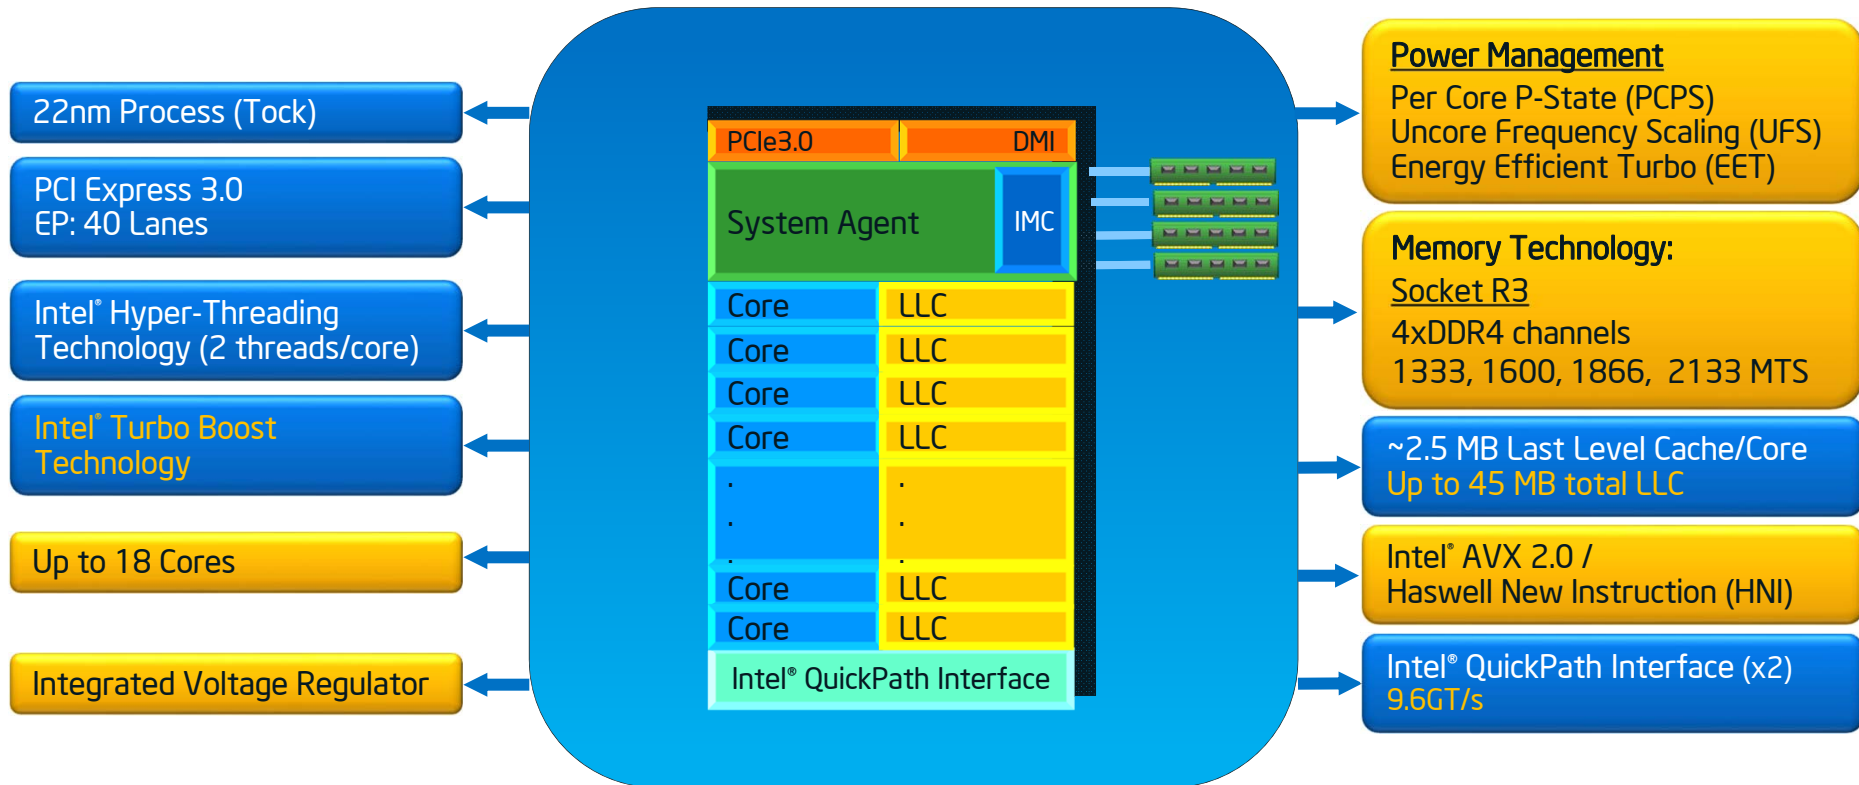 22nm Process (Tock)
PCI Express 3.0
EP: 40 Lanes
Intel® Hyper-Threading
Technology (2 threads/core)
Intel® Turbo Boost
Technology
Up to 18 Cores
Integrated Voltage Regulator
PCIe3.0
DMI
System Agent
IMC
Core
LLC
Core
LLC
Core
LLC
Core
LLC
.
.
.
.
.
.
Core
LLC
Core
LLC
Intel® QuickPath Interface
Power Management
Per Core P-State (PCPS)
Uncore Frequency Scaling (UFS)
Energy Efficient Turbo (EET)
Memory Technology:
Socket R3
4xDDR4 channels
1333, 1600, 1866, 2133 MTS
~2.5 MB Last Level Cache/Core
Up to 45 MB total LLC
Intel® AVX 2.0 /
Haswell New Instruction (HNI)
Intel® QuickPath Interface (x2)
9.6GT/s